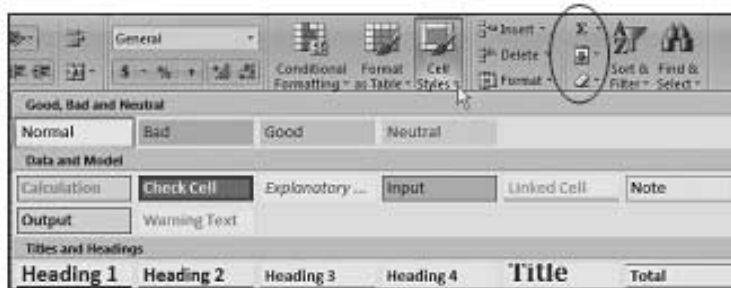 General
Insert
Delete
Format
$ - % ,
Conditional Formatting
Format as Table
Cell Styles
Σ
Sort & Filter
Find & Select
Good, Bad and Neutral
Normal Bad Good Neutral
Data and Model
Calculation Check Cell Explanatory ... Input Linked Cell Note
Output Warning Text
Titles and Headings
Heading 1 Heading 2 Heading 3 Heading 4 Title Total